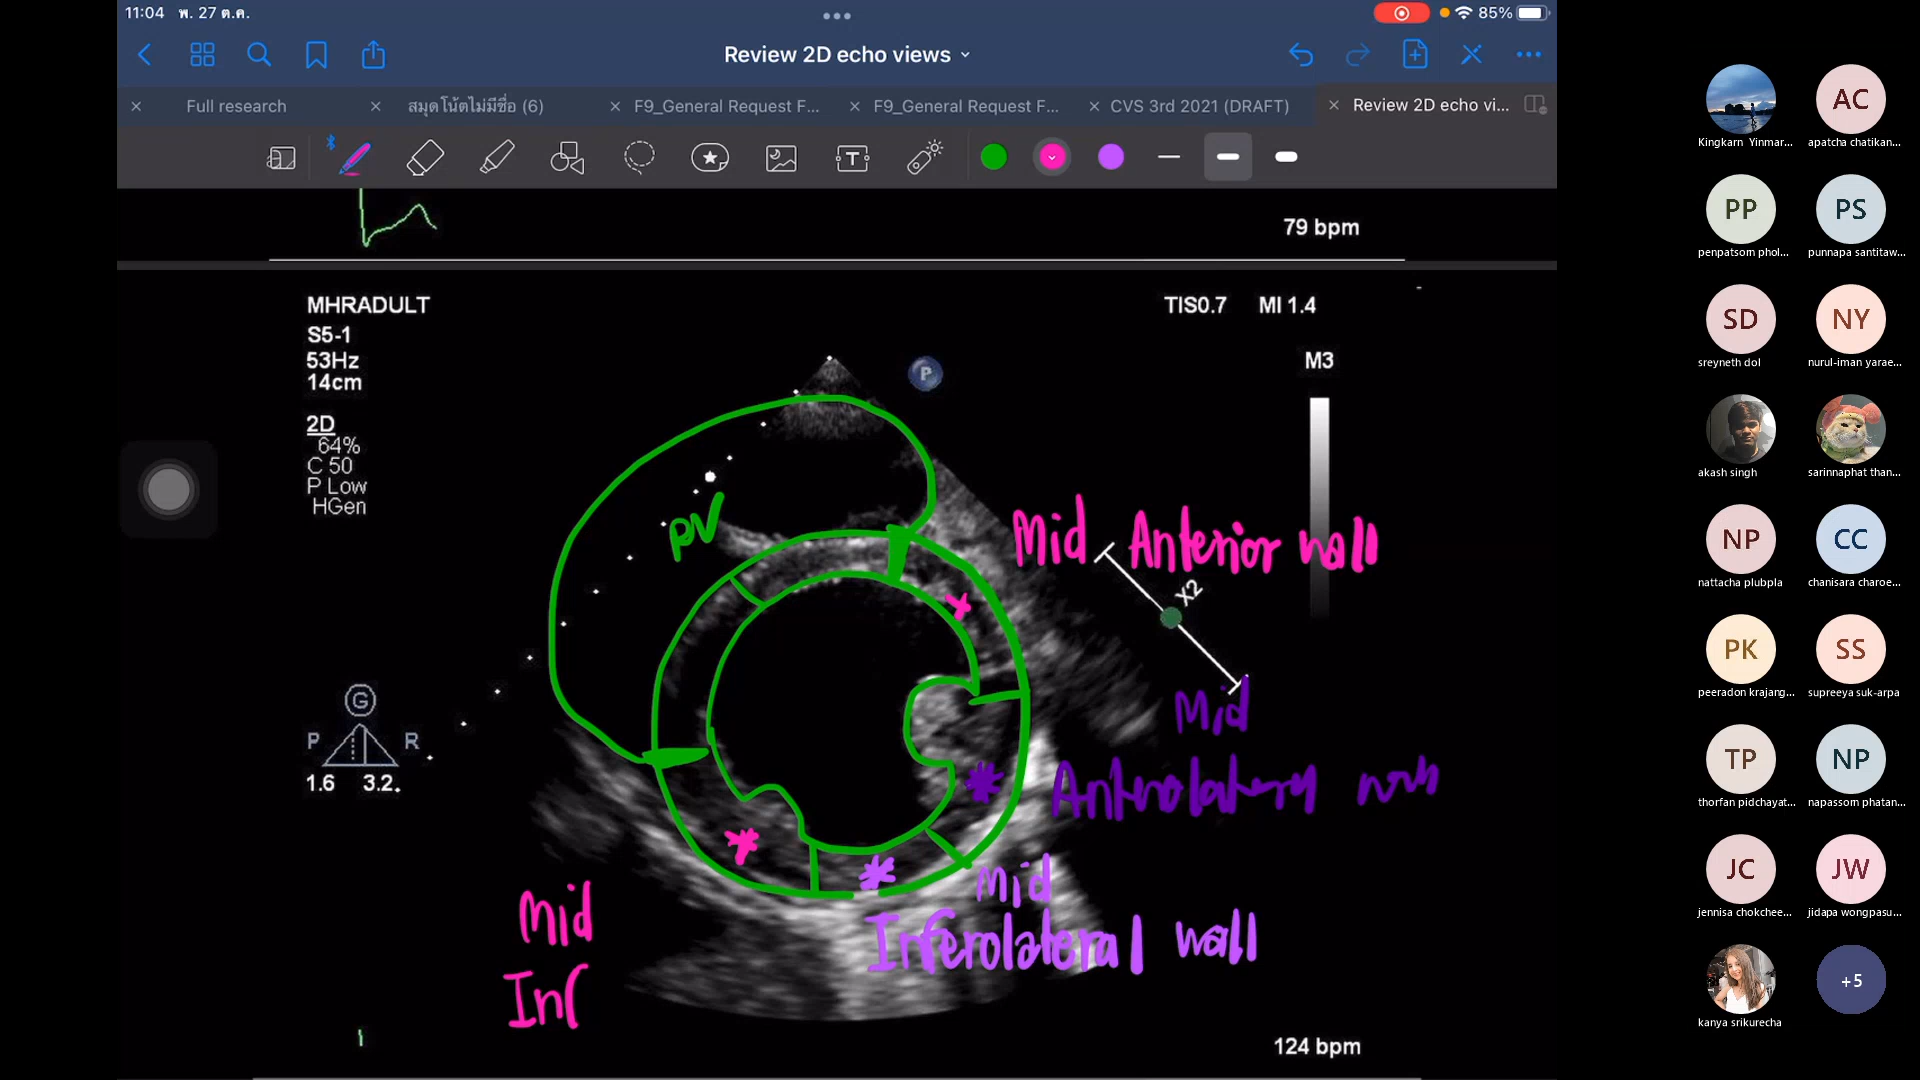 11:04 พ. 27 ต.ค.
85%
Review 2D echo views
Full research
สมุดโน้ตไม่มีชื่อ (6)
F9_General Request F...
F9_General Request F...
CVS 3rd 2021 (DRAFT)
Review 2D echo vi...
79 bpm
MHRADULT
S5-1
53Hz
14cm
2D
64%
C 50
P Low
HGen
TIS0.7 MI 1.4
M3
P
PV
Mid Anterior wall
X2
Mid
Anterolateral wall
Mid
Inferolateral wall
Mid
Inf
G
P R
1.6 3.2
124 bpm
Kingkarn Yinmar...
AC
apatcha chatikan...
PP
penpatsorn phol...
PS
punnapa santitaw...
SD
sreyneth dol
NY
nurul-iman yarae...
akash singh
sarinnaphat than...
NP
nattacha plubpla
CC
chanisara charoe...
PK
peeradon krajang...
SS
supreeya suk-arpa
TP
thorfan pidchayat...
NP
napassorn phatan...
JC
jennisa chokchee...
JW
jidapa wongpasu...
kanya srikurecha
+5